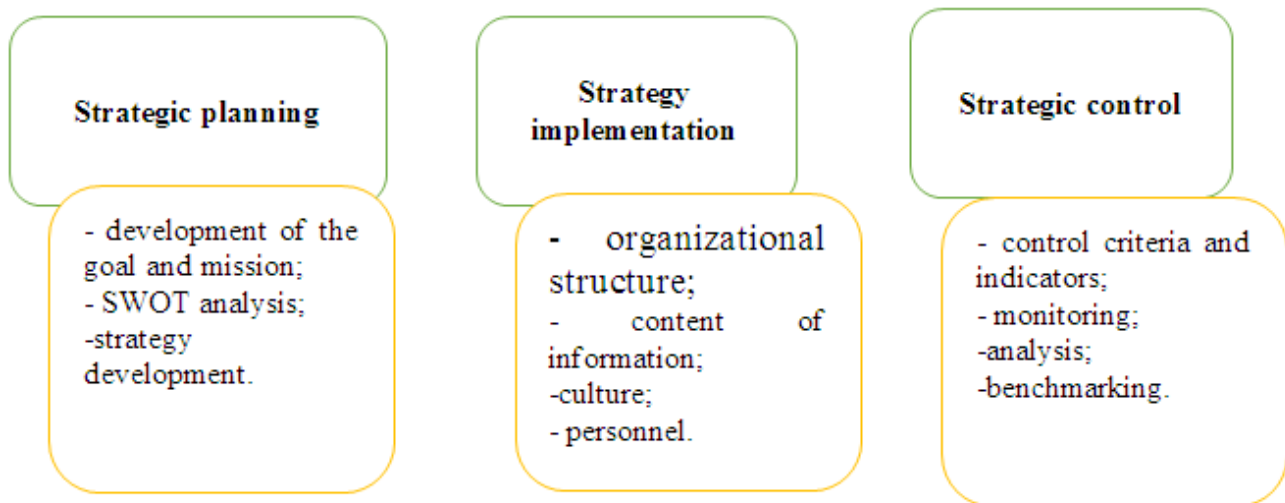 Strategic planning
- development of the
goal and mission;
- SWOT analysis;
-strategy
development.
Strategy
implementation
- organizational
structure;
- content of
information;
-culture;
- personnel.
Strategic control
- control criteria and
indicators;
- monitoring;
-analysis;
-benchmarking.